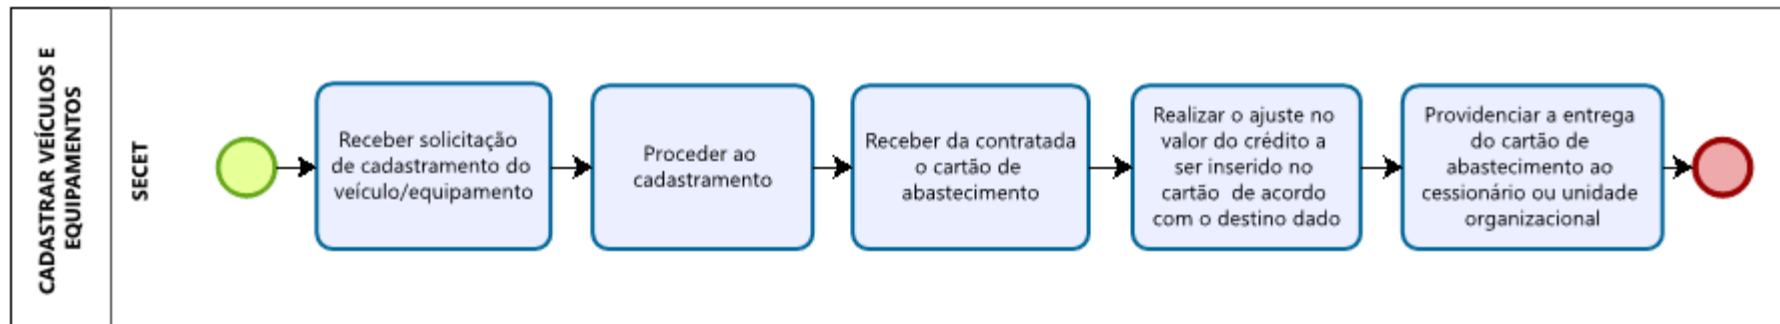 CADASTRAR VEÍCULOS E
EQUIPAMENTOS
SECET
Receber solicitação
de cadastramento do
veículo/equipamento
Proceder ao
cadastramento
Receber da contratada
o cartão de
abastecimento
Realizar o ajuste no
valor do crédito a
ser inserido no
cartão de acordo
com o destino dado
Providenciar a entrega
do cartão de
abastecimento ao
cessionário ou unidade
organizacional